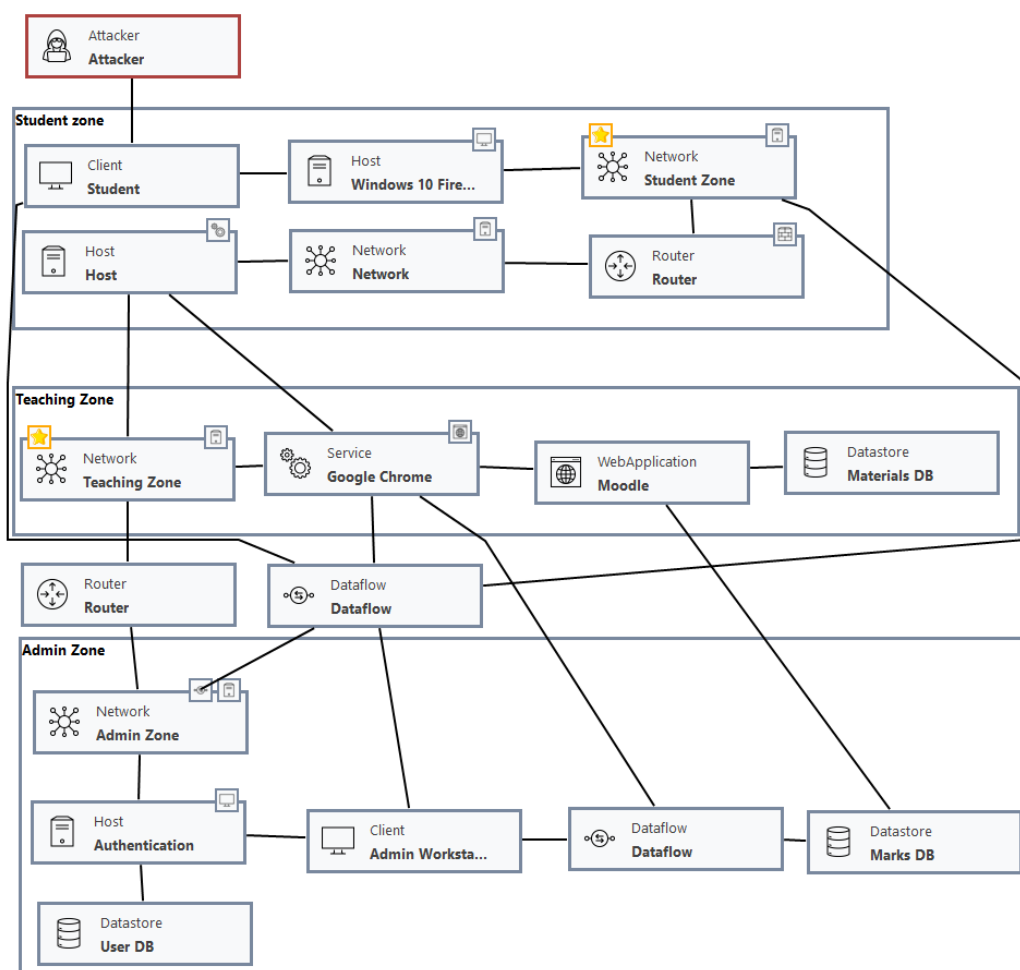 Attacker
Attacker
Student zone
Client
Student
Host
Windows 10 Fire...
Network
Student Zone
Host
Host
Network
Network
Router
Router
Teaching Zone
Network
Teaching Zone
Service
Google Chrome
WebApplication
Moodle
Datastore
Materials DB
Router
Router
Dataflow
Dataflow
Admin Zone
Network
Admin Zone
Host
Authentication
Client
Admin Worksta...
Dataflow
Dataflow
Datastore
Marks DB
Datastore
User DB